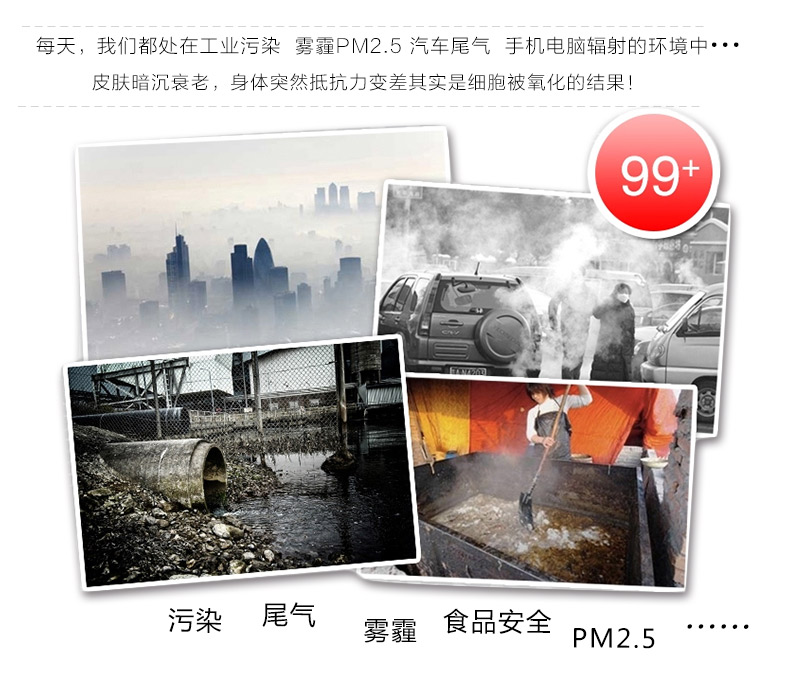 每天，我们都处在工业污染 雾霾PM2.5 汽车尾气 手机电脑辐射的环境中•••
皮肤暗沉衰老，身体突然抵抗力变差其实是细胞被氧化的结果！
99+
污染 尾气 雾霾 食品安全 PM2.5 ······